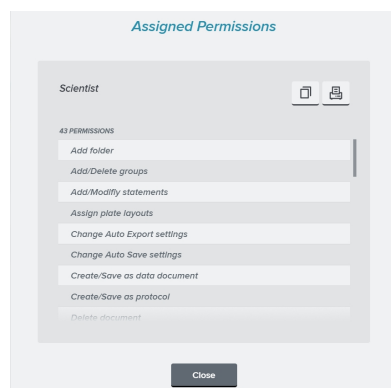 Assigned Permissions
Scientist
43 PERMISSIONS
Add folder
Add/Delete groups
Add/Modifiy statements
Assign plate layouts
Change Auto Export settings
Change Auto Save settings
Create/Save as data document
Create/Save as protocol
Delete document
Close